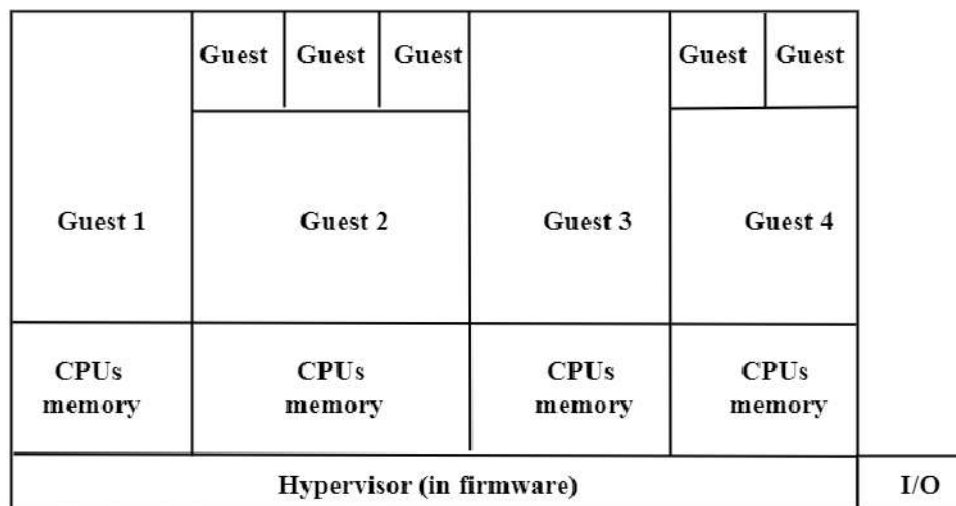 Guest Guest Guest Guest Guest
Guest 1 Guest 2 Guest 3 Guest 4
CPUs CPUs CPUs CPUs
memory memory memory memory
Hypervisor (in firmware) I/O